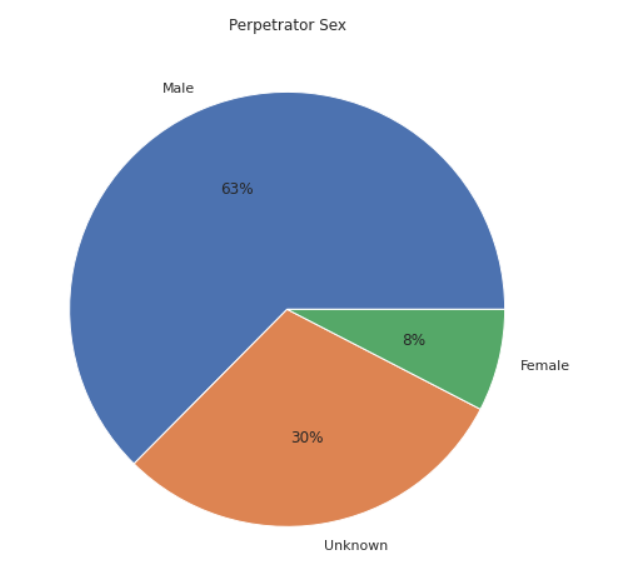 Perpetrator Sex
Male
63%
8%
Female
30%
Unknown